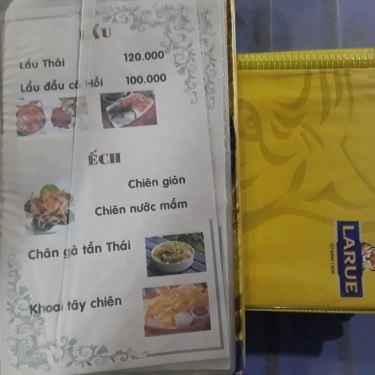 LẨU
Lẩu Thái 120.000
Lẩu đầu cá Hồi 100.000
ẾCH
Chiên giòn
Chiên nước mắm
Chân gà tần Thái
Khoai tây chiên
LARUE